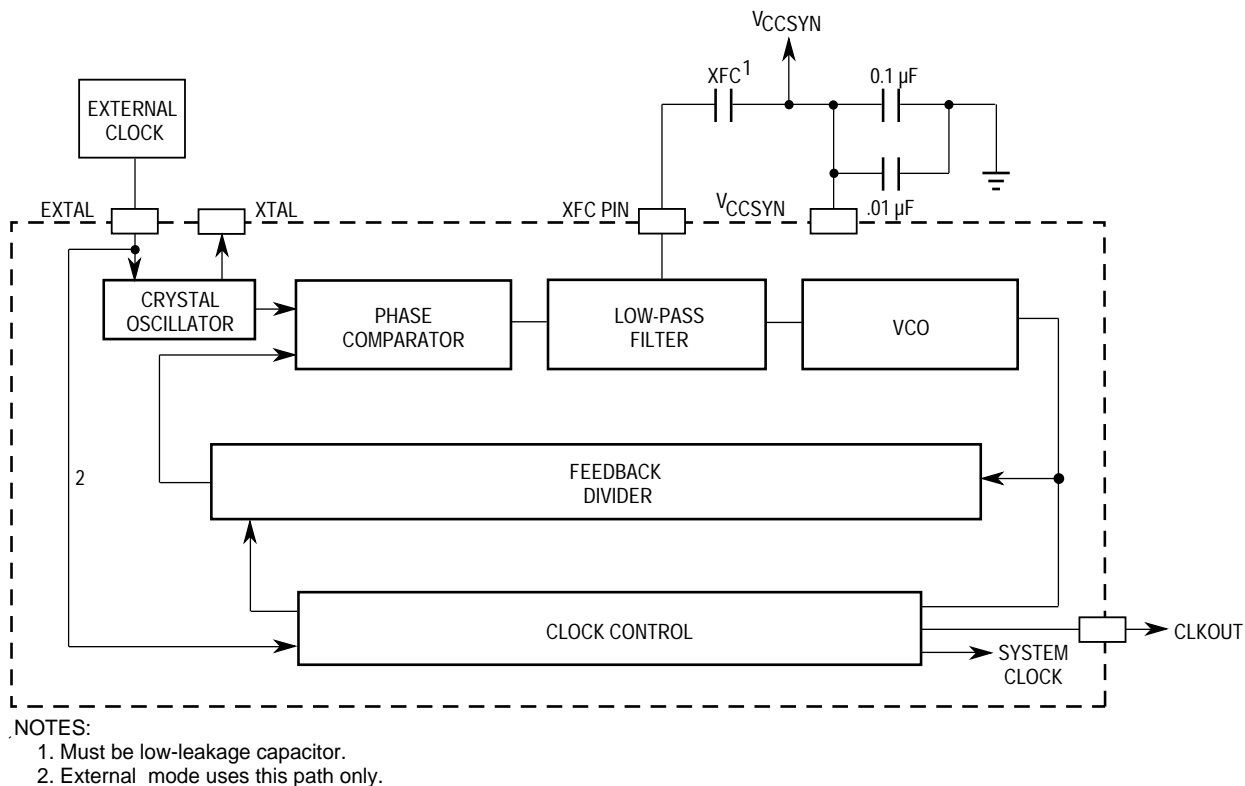 VCCSYN
XFC1
0.1 µF
EXTERNAL
CLOCK
EXTAL
XTAL
XFC PIN
VCCSYN
.01 µF
CRYSTAL
OSCILLATOR
PHASE
COMPARATOR
LOW-PASS
FILTER
VCO
2
FEEDBACK
DIVIDER
CLOCK CONTROL
CLKOUT
SYSTEM
CLOCK
NOTES:
1. Must be low-leakage capacitor.
2. External mode uses this path only.